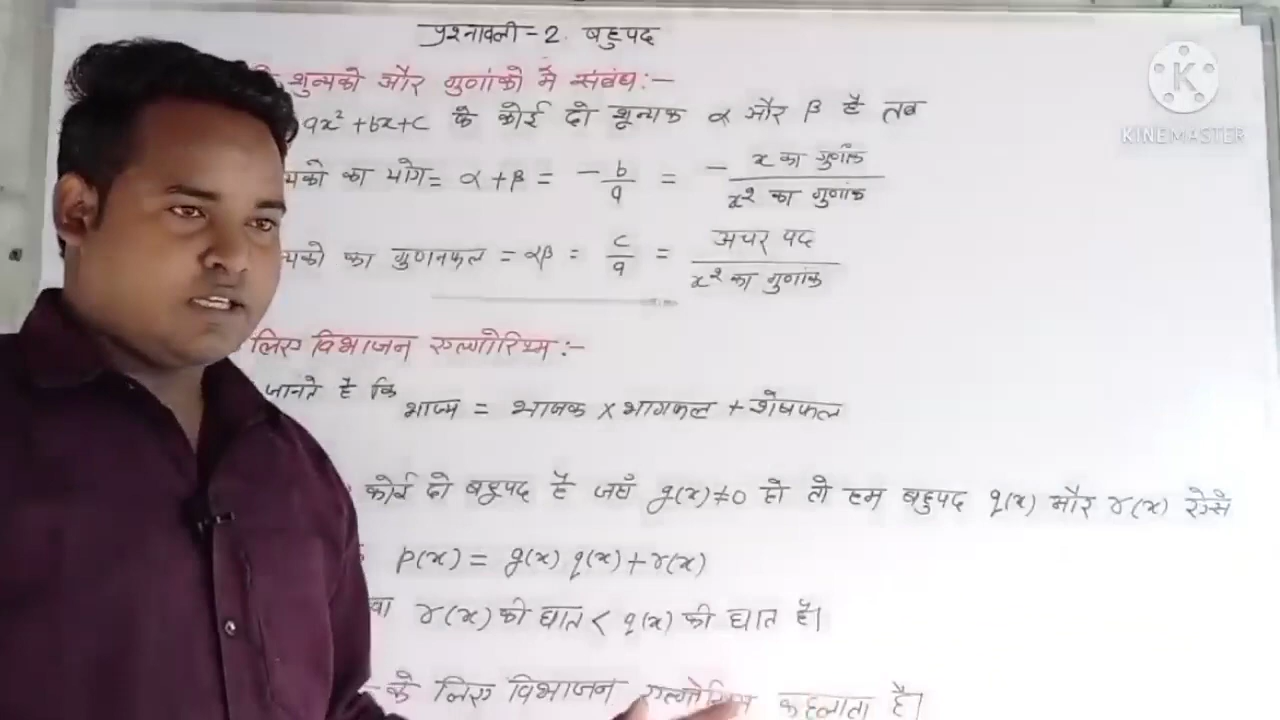 प्रश्नावली-2. बहुपद
शुन्यको और गुणांको मे संबंध:-
ax² + bx + c के कोई दो शून्यक α और β है तब
यको का योग = α + β = - b/a = - x का गुणांक / x² का गुणांक
यको का गुणनफल = αβ = c/a = अचर पद / x² का गुणांक
लिए विभाजन एल्गोरिथ्म:-
जानते है कि
भाज्य = भाजक × भागफल + शेषफल
कोई दो बहुपद है जहाँ g(x) ≠ 0 हो तो हम बहुपद q(x) और r(x) ऐसे
p(x) = g(x) q(x) + r(x)
r(x) की घात < q(x) की घात है।
के लिए विभाजन कहलाता है।
K
KINEMASTER